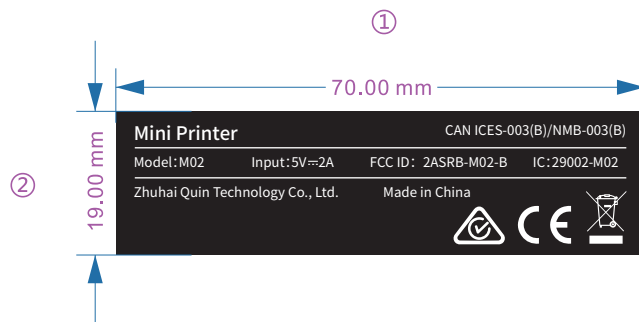 ①
70.00 mm
② 19.00 mm
Mini Printer CAN ICES-003(B)/NMB-003(B)
Model:M02 Input:5V⎓2A FCC ID: 2ASRB-M02-B IC:29002-M02
Zhuhai Quin Technology Co., Ltd. Made in China
CE